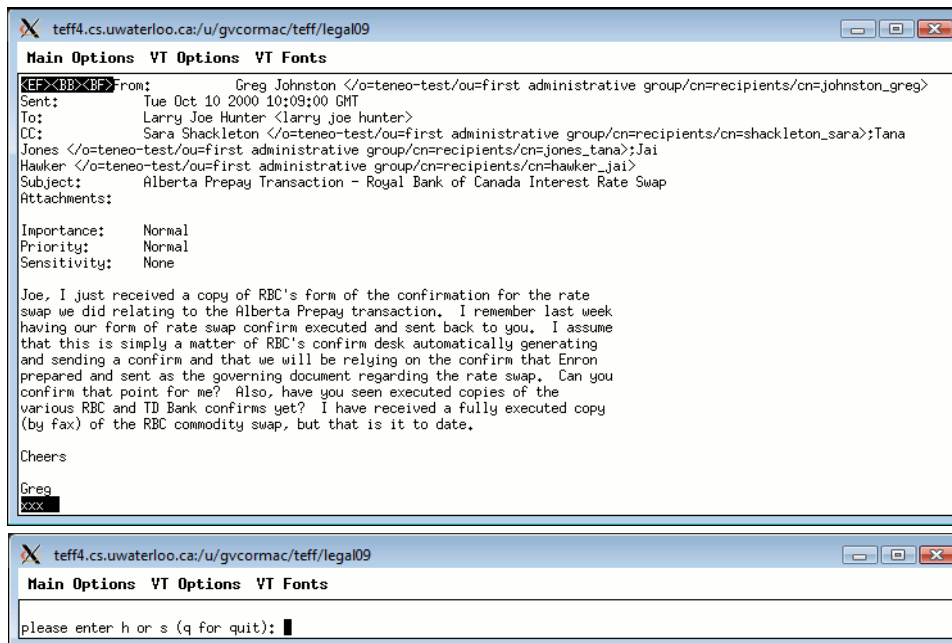 teff4.cs.uwaterloo.ca:/u/gvcormac/teff/legal09
Main Options VT Options VT Fonts
<EF><BB><BF>From: Greg Johnston </o=teneo-test/ou=first administrative group/cn=recipients/cn=johnston_greg>
Sent: Tue Oct 10 2000 10:09:00 GMT
To: Larry Joe Hunter <larry joe hunter>
CC: Sara Shackleton </o=teneo-test/ou=first administrative group/cn=recipients/cn=shackleton_sara>;Tana
Jones </o=teneo-test/ou=first administrative group/cn=recipients/cn=jones_tana>;Jai
Hawker </o=teneo-test/ou=first administrative group/cn=recipients/cn=hawker_jai>
Subject: Alberta Prepay Transaction - Royal Bank of Canada Interest Rate Swap
Attachments:
Importance: Normal
Priority: Normal
Sensitivity: None
Joe, I just received a copy of RBC's form of the confirmation for the rate
swap we did relating to the Alberta Prepay transaction. I remember last week
having our form of rate swap confirm executed and sent back to you. I assume
that this is simply a matter of RBC's confirm desk automatically generating
and sending a confirm and that we will be relying on the confirm that Enron
prepared and sent as the governing document regarding the rate swap. Can you
confirm that point for me? Also, have you seen executed copies of the
various RBC and TD Bank confirms yet? I have received a fully executed copy
(by fax) of the RBC commodity swap, but that is it to date.
Cheers
Greg
xxx
teff4.cs.uwaterloo.ca:/u/gvcormac/teff/legal09
Main Options VT Options VT Fonts
please enter h or s (q for quit):